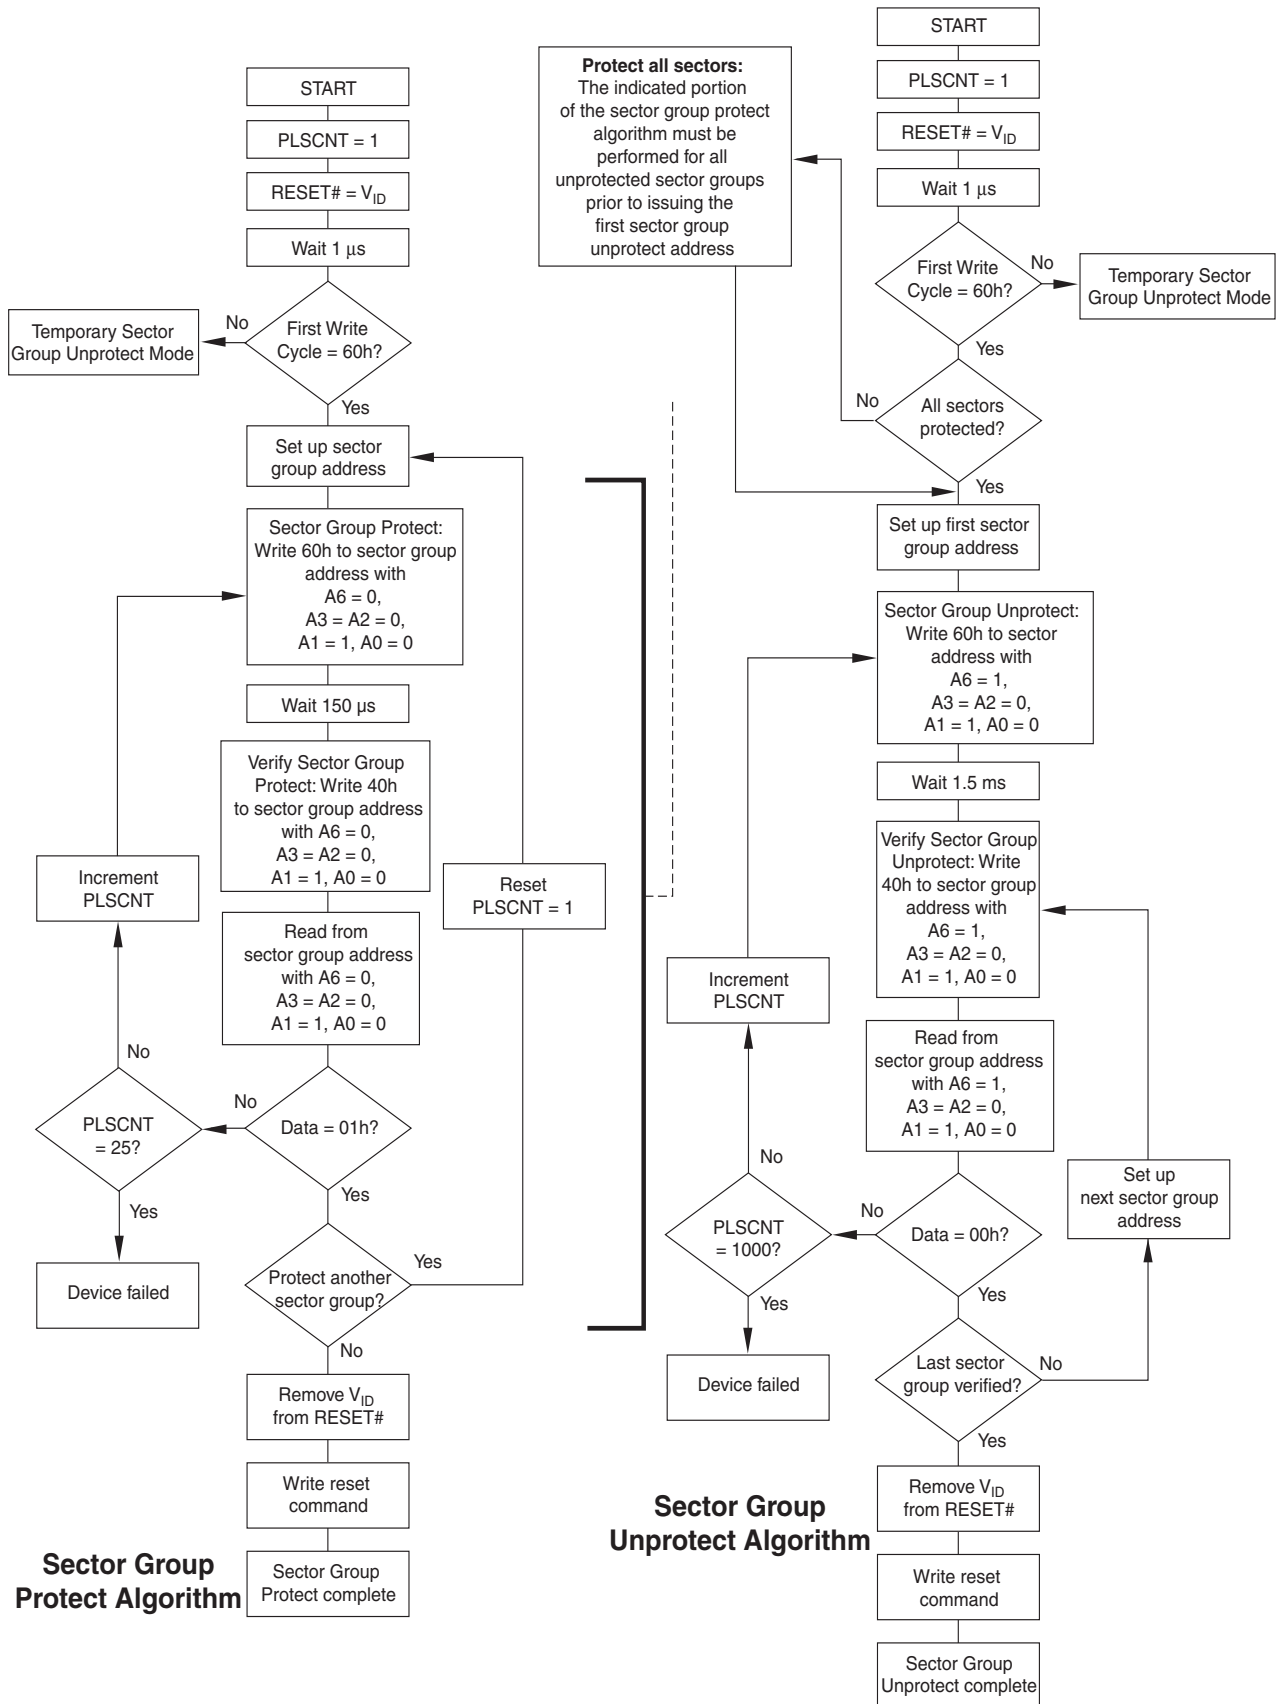 START
PLSCNT = 1
RESET# = VID
Wait 1 μs
First Write
Cycle = 60h?
No
Temporary Sector
Group Unprotect Mode
Yes
Set up sector
group address
Sector Group Protect:
Write 60h to sector group
address with
A6 = 0,
A3 = A2 = 0,
A1 = 1, A0 = 0
Wait 150 μs
Verify Sector Group
Protect: Write 40h
to sector group address
with A6 = 0,
A3 = A2 = 0,
A1 = 1, A0 = 0
Increment
PLSCNT
Reset
PLSCNT = 1
Read from
sector group address
with A6 = 0,
A3 = A2 = 0,
A1 = 1, A0 = 0
No
No
PLSCNT
= 25?
Data = 01h?
Yes
Yes
Device failed
Protect another
sector group?
Yes
No
Remove VID
from RESET#
Write reset
command
Sector Group
Protect complete
Sector Group
Protect Algorithm
Protect all sectors:
The indicated portion
of the sector group protect
algorithm must be
performed for all
unprotected sector groups
prior to issuing the
first sector group
unprotect address
START
PLSCNT = 1
RESET# = VID
Wait 1 μs
First Write
Cycle = 60h?
No
Temporary Sector
Group Unprotect Mode
Yes
No
All sectors
protected?
Yes
Set up first sector
group address
Sector Group Unprotect:
Write 60h to sector
address with
A6 = 1,
A3 = A2 = 0,
A1 = 1, A0 = 0
Wait 1.5 ms
Verify Sector Group
Unprotect: Write
40h to sector group
address with
A6 = 1,
A3 = A2 = 0,
A1 = 1, A0 = 0
Increment
PLSCNT
Read from
sector group address
with A6 = 1,
A3 = A2 = 0,
A1 = 1, A0 = 0
No
No
PLSCNT
= 1000?
Data = 00h?
Set up
next sector group
address
Yes
Yes
Device failed
Last sector
group verified?
No
Yes
Remove VID
from RESET#
Write reset
command
Sector Group
Unprotect complete
Sector Group
Unprotect Algorithm